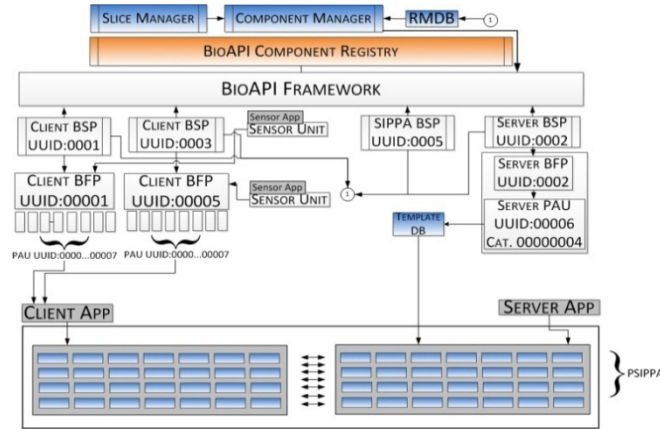 SLICE MANAGER
COMPONENT MANAGER
RMDB
1
BIOAPI COMPONENT REGISTRY
BIOAPI FRAMEWORK
CLIENT BSP
UUID:0001
CLIENT BSP
UUID:0003
Sensor App
SENSOR UNIT
SIPPA BSP
UUID:0005
SERVER BSP
UUID:0002
SERVER BFP
UUID:0002
CLIENT BFP
UUID:00001
CLIENT BFP
UUID:00005
Sensor App
SENSOR UNIT
1
TEMPLATE
DB
SERVER PAU
UUID:00006
CAT. 00000004
PAU UUID:0000...00007
PAU UUID:0000...00007
CLIENT APP
SERVER APP
PSIPPA